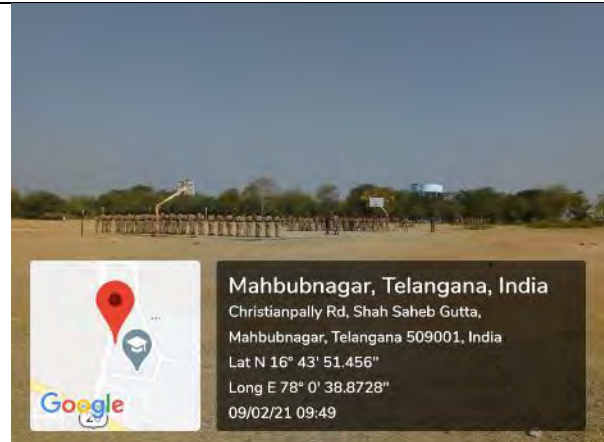 Mahbubnagar, Telangana, India
Christianpally Rd, Shah Saheb Gutta,
Mahbubnagar, Telangana 509001, India
Lat N 16° 43' 51.456"
Long E 78° 0' 38.8728"
09/02/21 09:49
Google